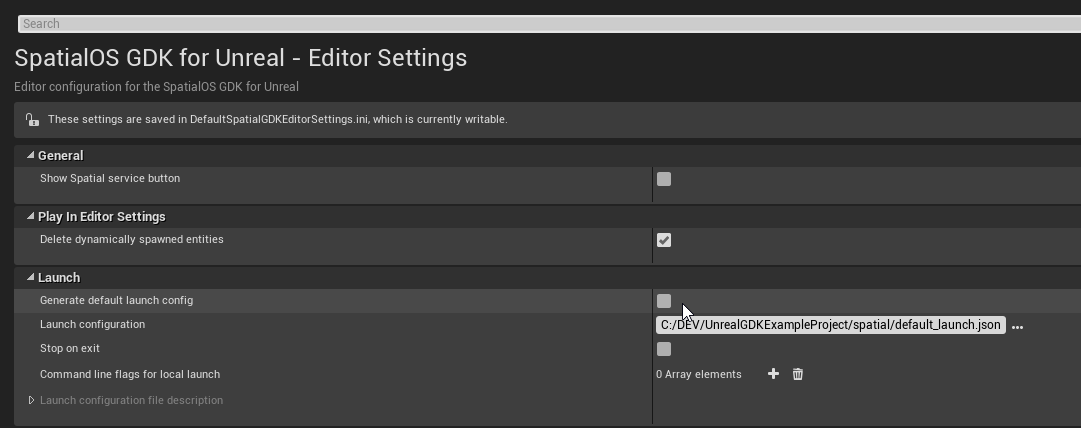 Search
SpatialOS GDK for Unreal - Editor Settings
Editor configuration for the SpatialOS GDK for Unreal
These settings are saved in DefaultSpatialGDKEditorSettings.ini, which is currently writable.
General
Show Spatial service button
Play In Editor Settings
Delete dynamically spawned entities
Launch
Generate default launch config
Launch configuration C:/DEV/UnrealGDKExampleProject/spatial/default_launch.json ...
Stop on exit
Command line flags for local launch 0 Array elements
Launch configuration file description